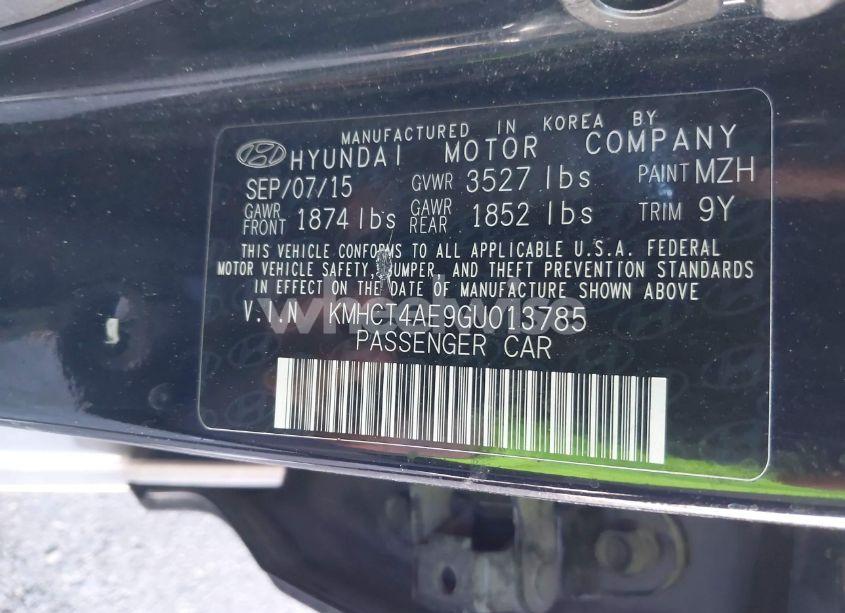 MANUFACTURED IN KOREA BY
HYUNDAI MOTOR COMPANY
SEP/07/15 GVWR 3527 lbs PAINT MZH
GAWR FRONT 1874 lbs GAWR REAR 1852 lbs TRIM 9Y
THIS VEHICLE CONFORMS TO ALL APPLICABLE U.S.A. FEDERAL
MOTOR VEHICLE SAFETY, BUMPER, AND THEFT PREVENTION STANDARDS
IN EFFECT ON THE DATE OF MANUFACTURE SHOWN ABOVE
V.I.N KMHCT4AE9GU013785
PASSENGER CAR
wheelwise